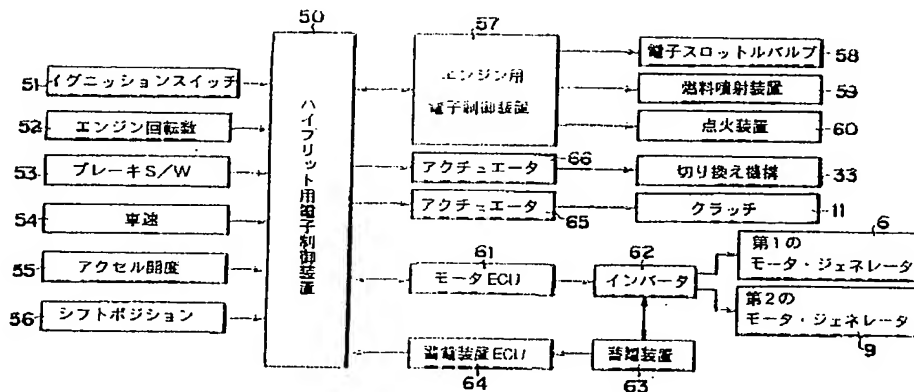 50
57
51
イグニッションスイッチ
52
エンジン回転数
53
ブレーキS/W
54
車速
55
アクセル開度
56
シフトポジション
ハイブリッド用電子制御装置
エンジン用
電子制御装置
電子スロットルバルブ
58
燃料噴射装置
59
点火装置
60
アクチュエータ
66
切り換え機構
33
アクチュエータ
65
クラッチ
11
61
モータECU
62
インバータ
6
第1の
モータ・ジェネレータ
第2の
モータ・ジェネレータ
9
蓄電装置ECU
64
蓄電装置
63